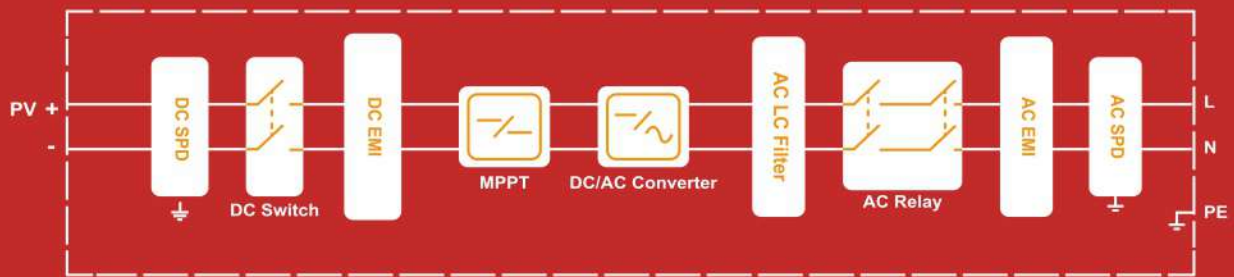 PV +
-
DC SPD
DC Switch
DC EMI
MPPT
DC/AC Converter
AC LC Filter
AC Relay
AC EMI
AC SPD
L
N
PE